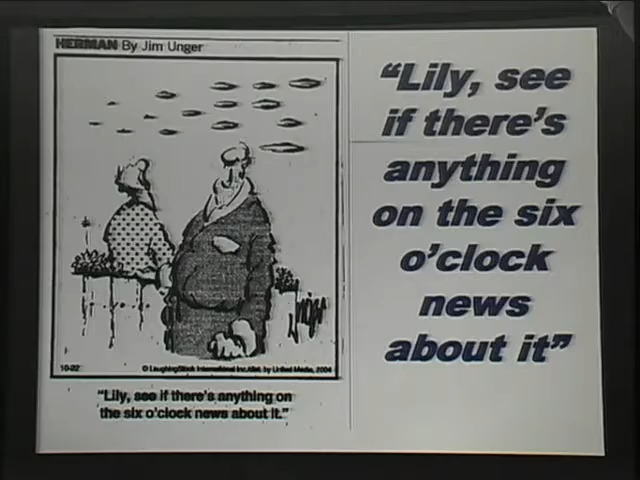 HERMAN By Jim Unger
10-22 © LaughingStock International Inc./dist. by United Media, 2004
"Lily, see if there's anything on
the six o'clock news about it."
"Lily, see
if there's
anything
on the six
o'clock
news
about it"